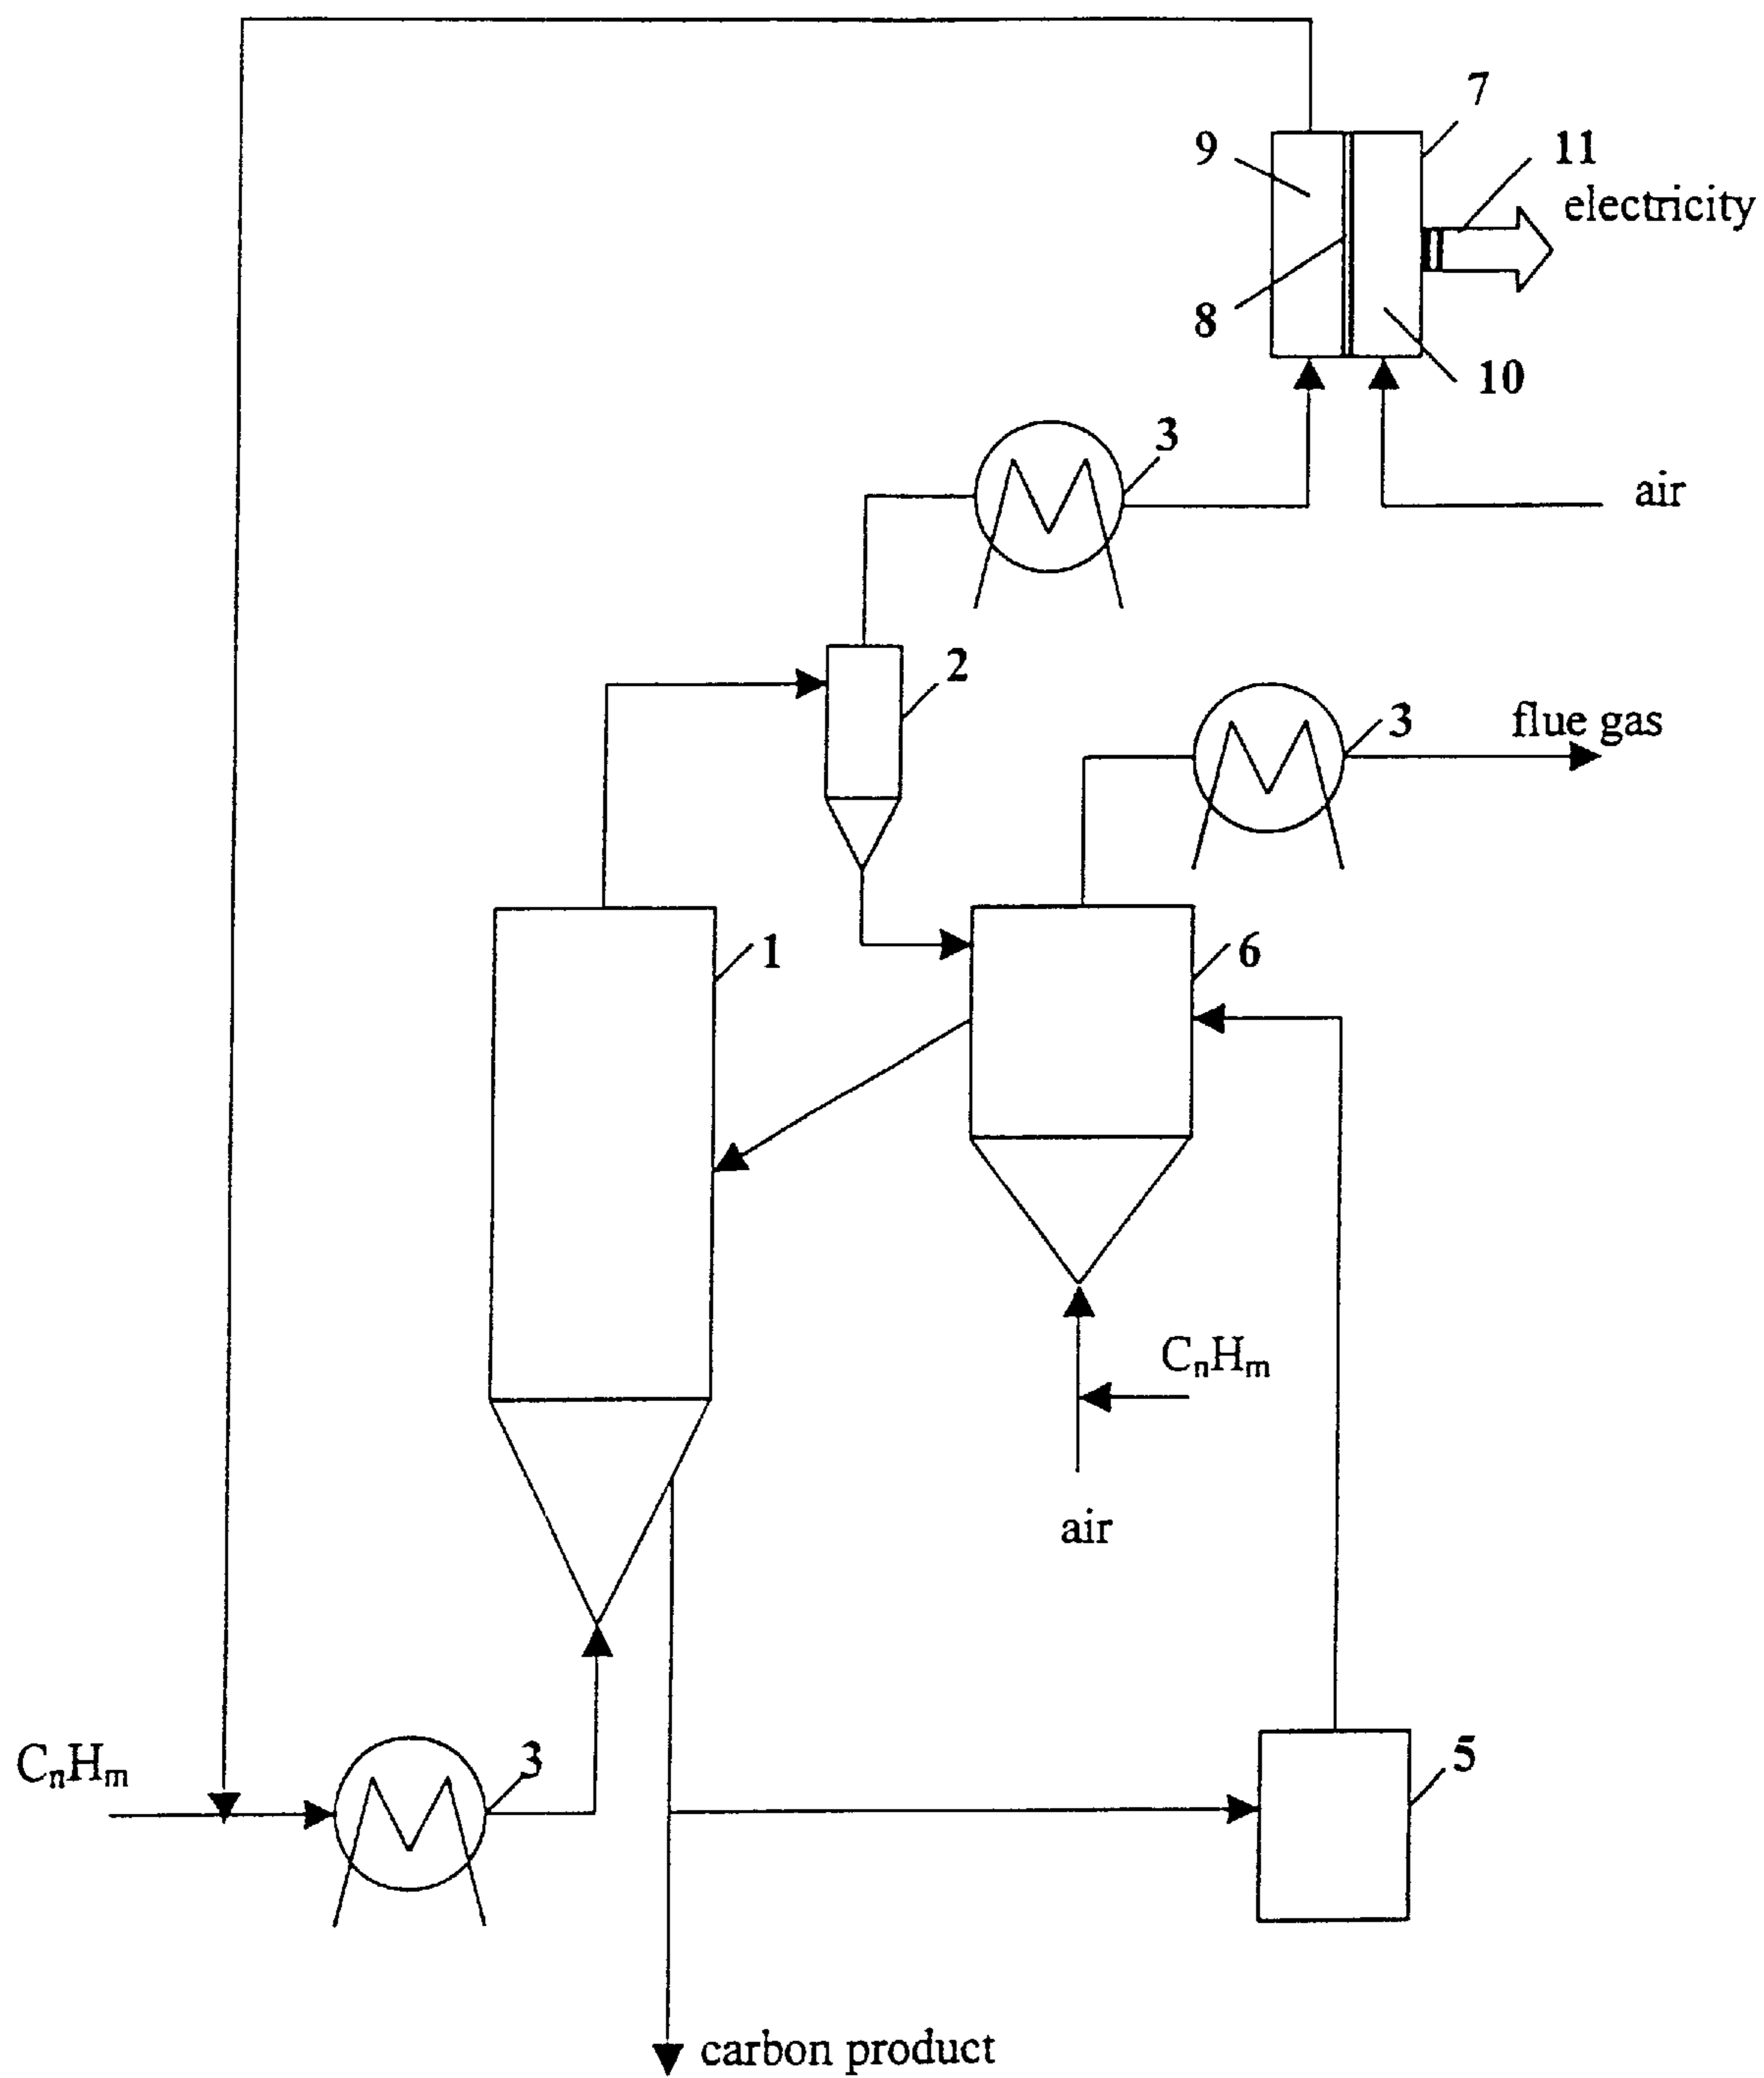 7
9
11
electricity
8
10
3
air
2
3
flue gas
1
6
CₙHₘ
air
CₙHₘ
3
5
carbon product